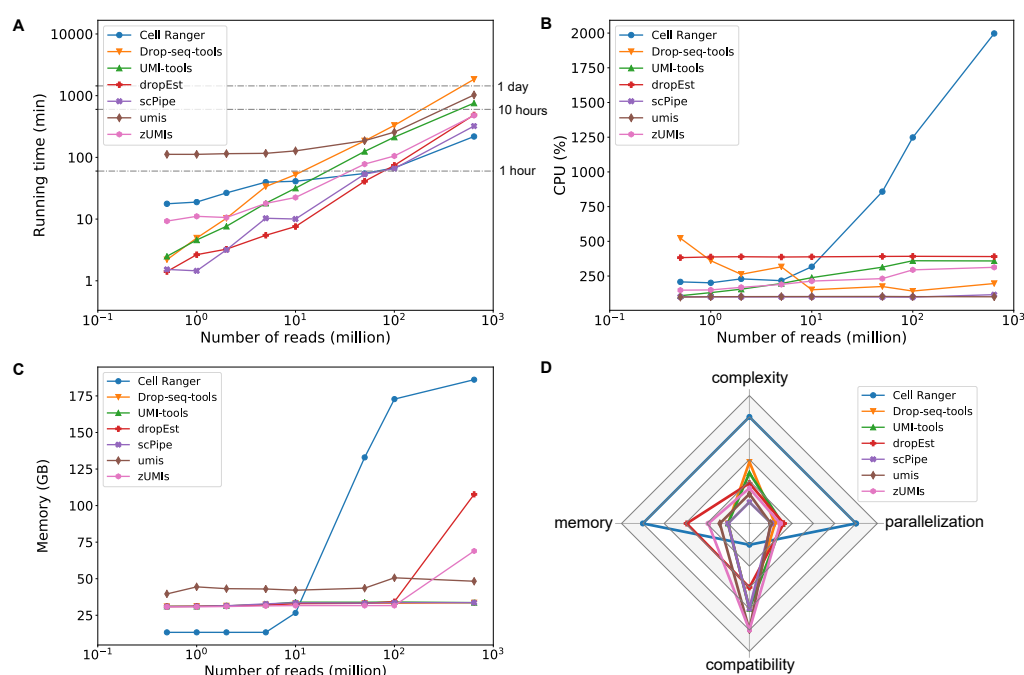 A
Running time (min)
10000
1000
100
10
1
Cell Ranger
Drop-seq-tools
UMI-tools
dropEst
scPipe
umis
zUMIs
1 day
10 hours
1 hour
10⁻¹ 10⁰ 10¹ 10² 10³
Number of reads (million)
B
CPU (%)
2000
1750
1500
1250
1000
750
500
250
Cell Ranger
Drop-seq-tools
UMI-tools
dropEst
scPipe
umis
zUMIs
10⁻¹ 10⁰ 10¹ 10² 10³
Number of reads (million)
C
Memory (GB)
175
150
125
100
75
50
25
Cell Ranger
Drop-seq-tools
UMI-tools
dropEst
scPipe
umis
zUMIs
10⁻¹ 10⁰ 10¹ 10² 10³
Number of reads (million)
D
complexity
Cell Ranger
Drop-seq-tools
UMI-tools
dropEst
scPipe
umis
zUMIs
memory
parallelization
compatibility